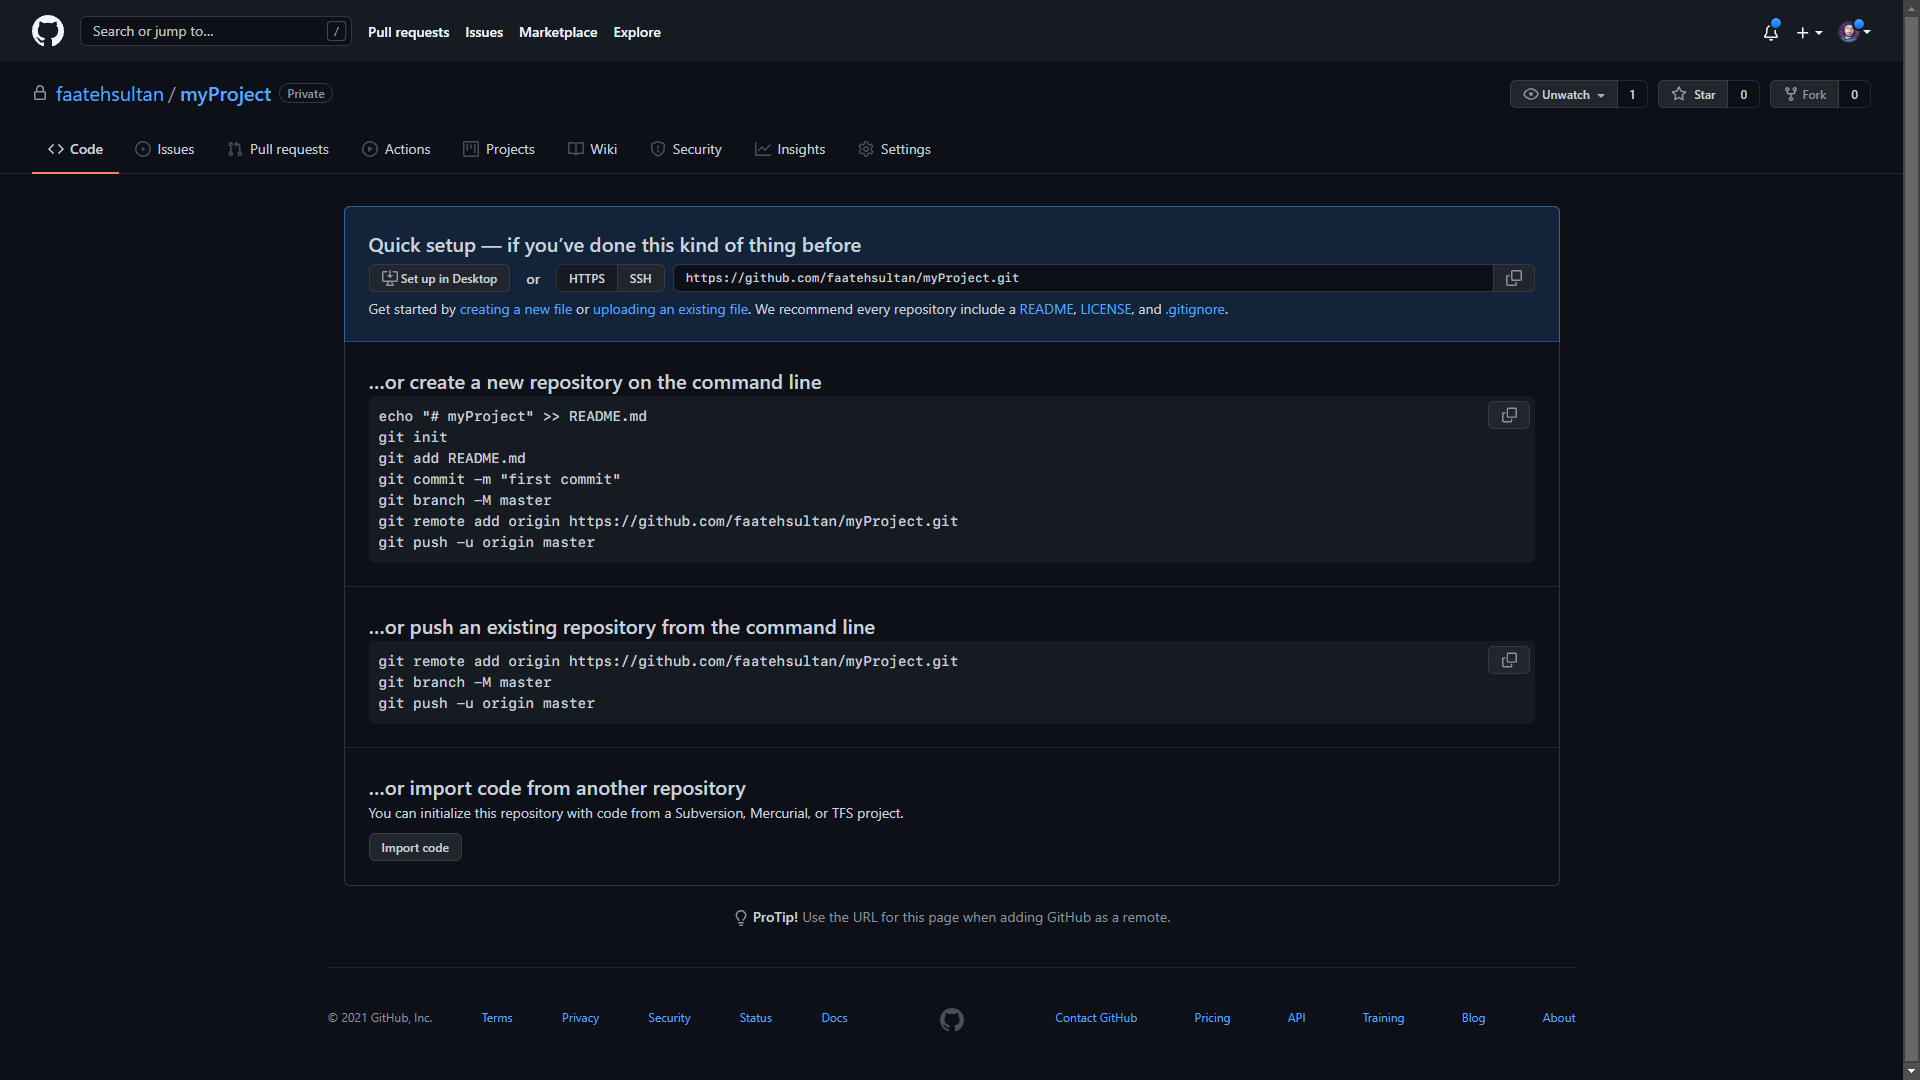 Search or jump to... /
Pull requests Issues Marketplace Explore
faatehsultan / myProject Private
Unwatch 1 Star 0 Fork 0
Code Issues Pull requests Actions Projects Wiki Security Insights Settings
Quick setup — if you’ve done this kind of thing before
Set up in Desktop or HTTPS SSH https://github.com/faatehsultan/myProject.git
Get started by creating a new file or uploading an existing file. We recommend every repository include a README, LICENSE, and .gitignore.
…or create a new repository on the command line
echo "# myProject" >> README.md
git init
git add README.md
git commit -m "first commit"
git branch -M master
git remote add origin https://github.com/faatehsultan/myProject.git
git push -u origin master
…or push an existing repository from the command line
git remote add origin https://github.com/faatehsultan/myProject.git
git branch -M master
git push -u origin master
…or import code from another repository
You can initialize this repository with code from a Subversion, Mercurial, or TFS project.
Import code
ProTip! Use the URL for this page when adding GitHub as a remote.
© 2021 GitHub, Inc. Terms Privacy Security Status Docs Contact GitHub Pricing API Training Blog About